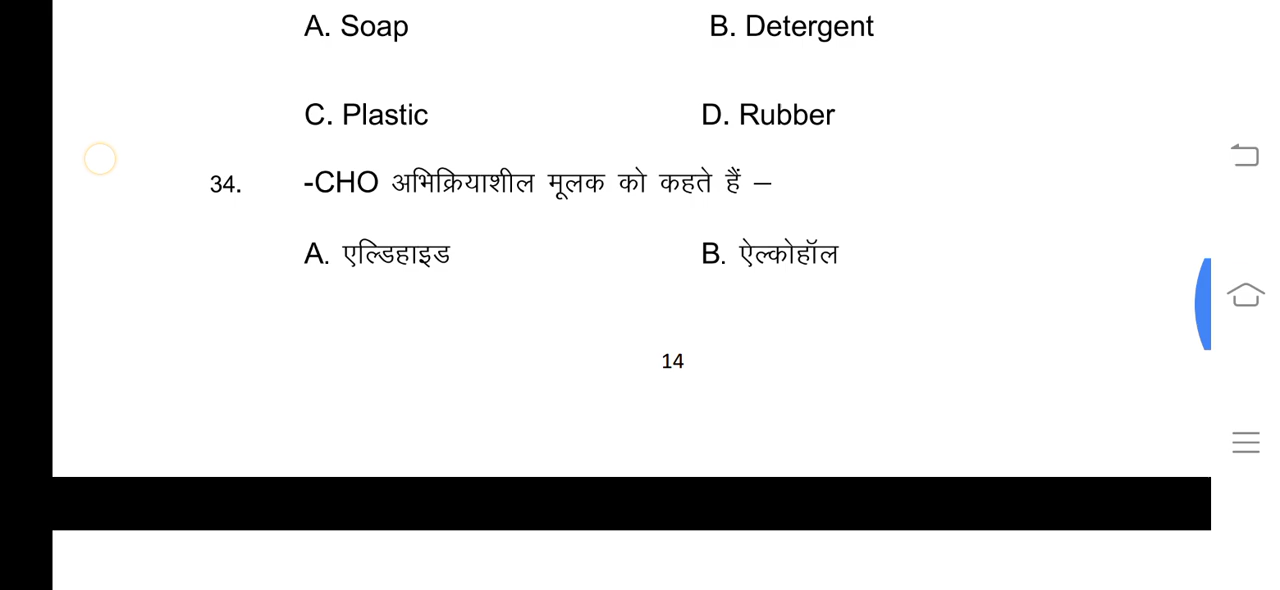 A. Soap B. Detergent
C. Plastic D. Rubber
34. -CHO अभिक्रियाशील मूलक को कहते हैं –
A. एल्डिहाइड B. ऐल्कोहॉल
14